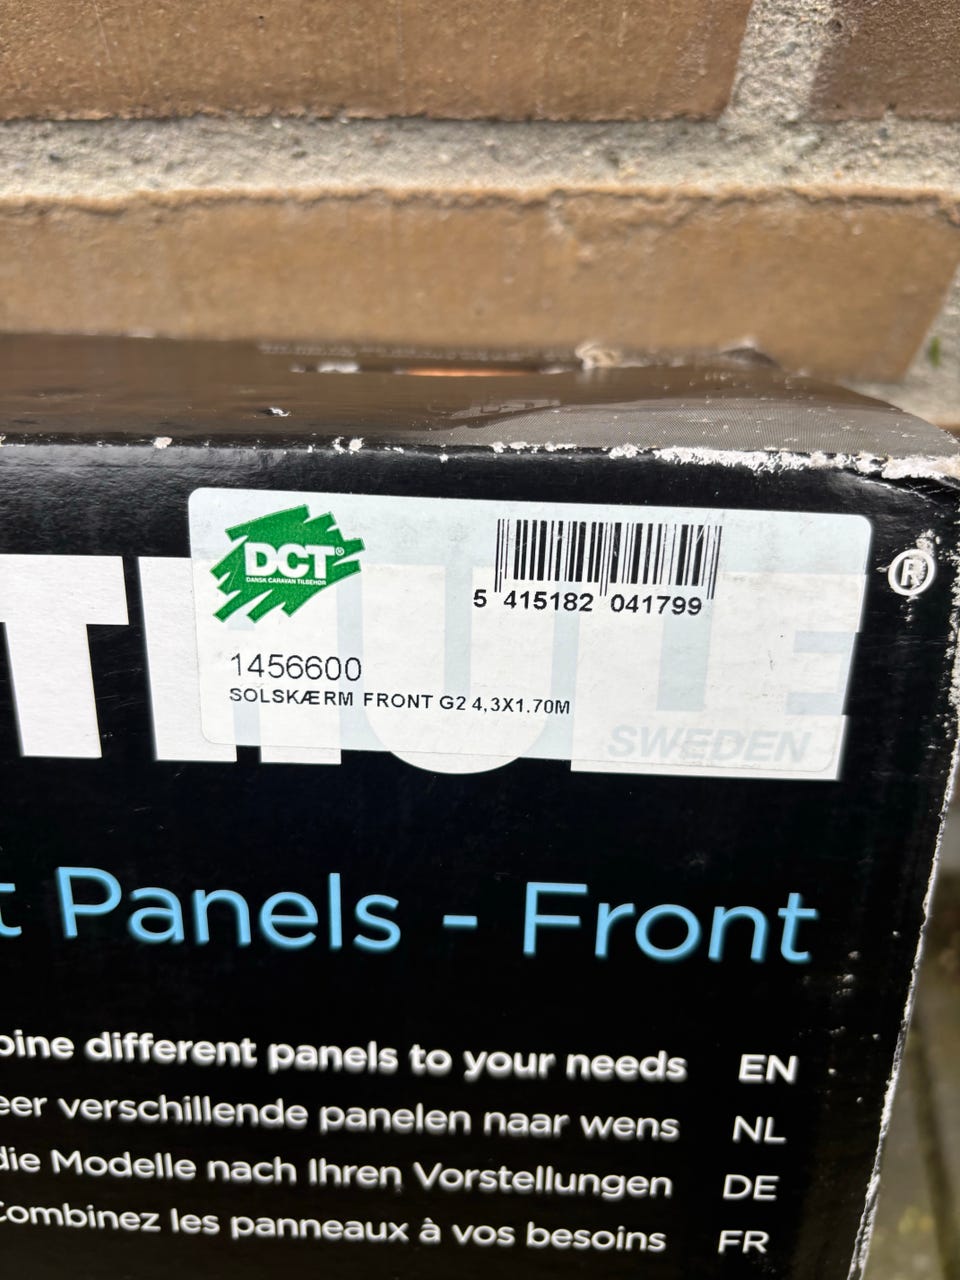 DCT®
DANSK CARAVAN TILBEHØR
5 415182 041799
1456600
SOLSKÆRM FRONT G2 4,3X1.70M
THULE®
SWEDEN
t Panels - Front
bine different panels to your needs EN
eer verschillende panelen naar wens NL
die Modelle nach Ihren Vorstellungen DE
Combinez les panneaux à vos besoins FR